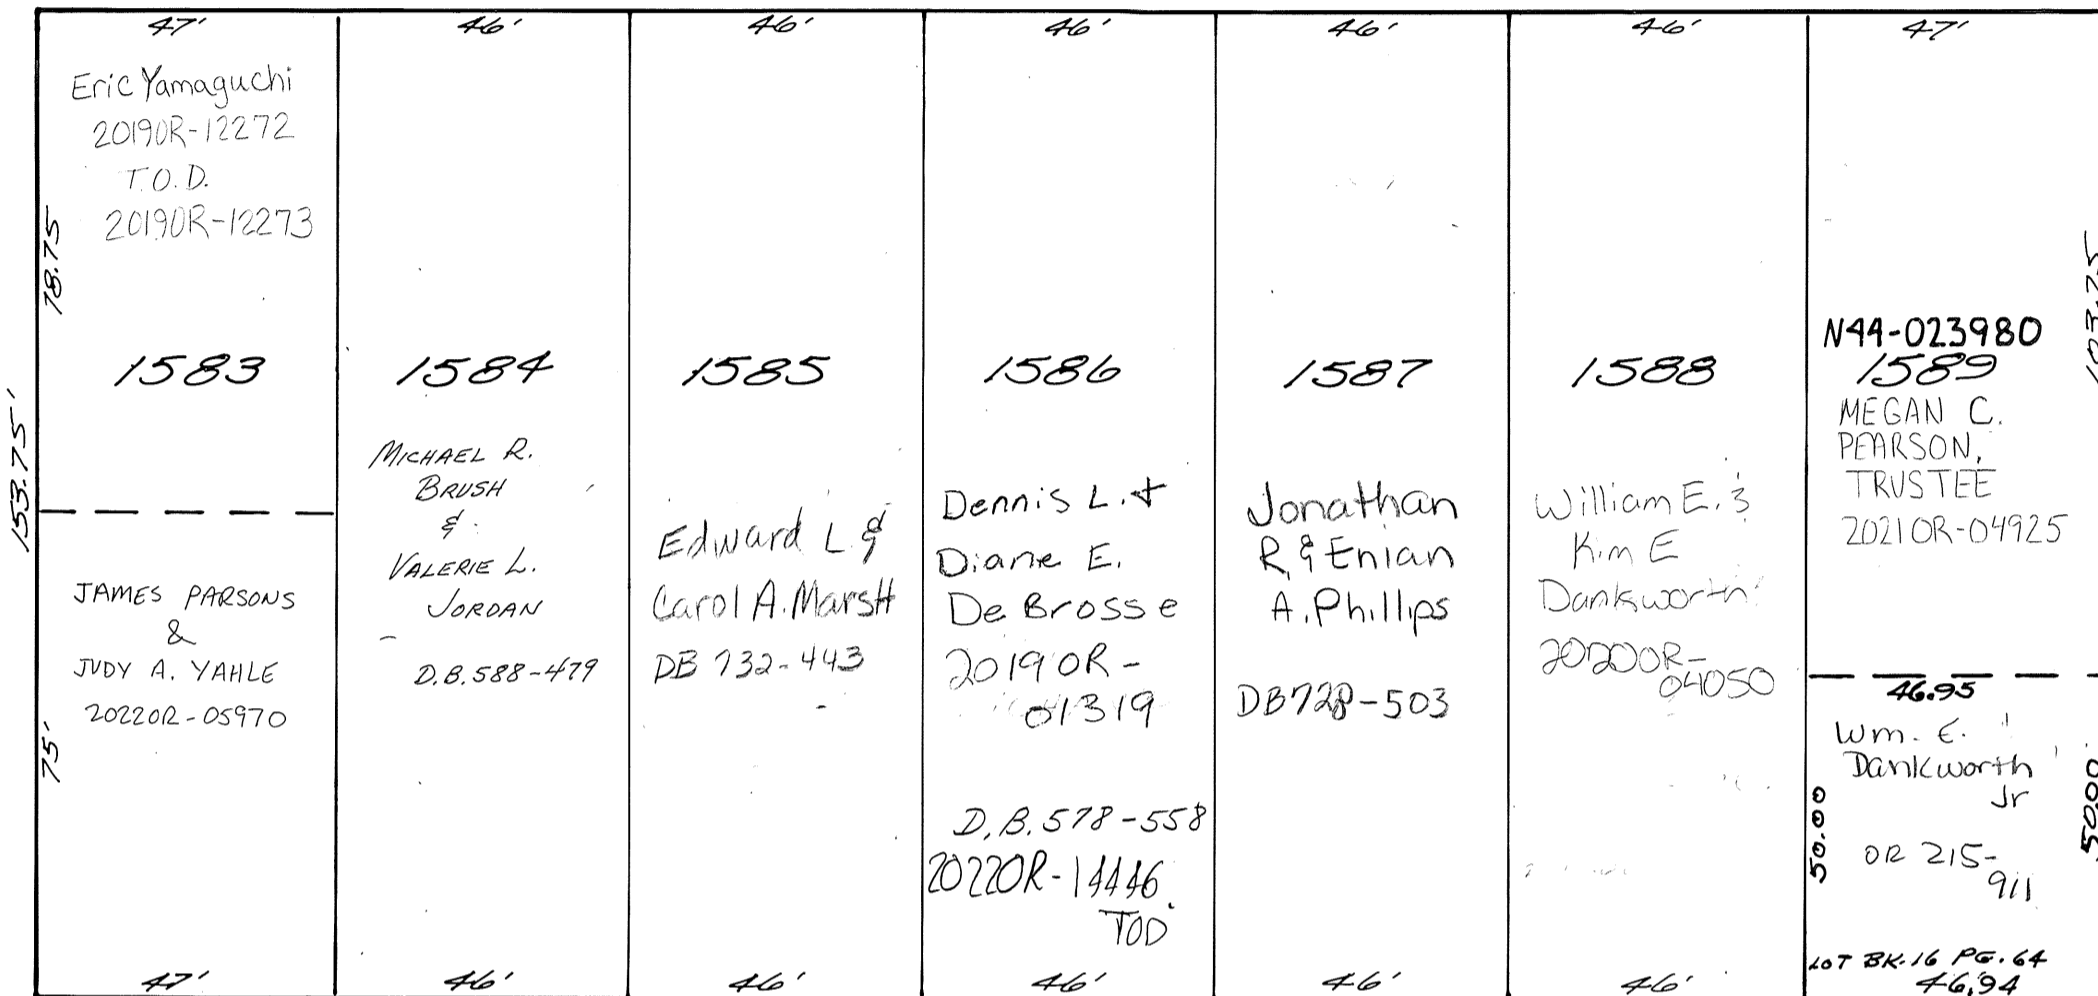 47'
46'
46'
46'
46'
46'
47'
153.75'
78.75
75'
Eric Yamaguchi
2019OR-12272
T.O.D.
2019OR-12273
1583
JAMES PARSONS
&
JUDY A. YAHLE
2022OR-05970
47'
1584
MICHAEL R.
BRUSH
&
VALERIE L.
JORDAN
D.B. 588-479
46'
1585
Edward L &
Carol A. Marsh
DB 732-443
46'
1586
Dennis L. +
Diane E.
De Brosse
2019OR-
01319
D.B. 578-558
2022OR-14446
TOD
46'
1587
Jonathan
R & Enian
A. Phillips
-503
46'
1588
William E. &
Kim E
Dankworth
2020OR-
04050
46'
103.75
N44-023980
1589
MEGAN C.
PEARSON,
TRUSTEE
2021OR-04925
46.95
Wm. E.
Dankworth
Jr
OR 215-
911
50.00
50.00
LOT BK. 16 PG. 64
46.94